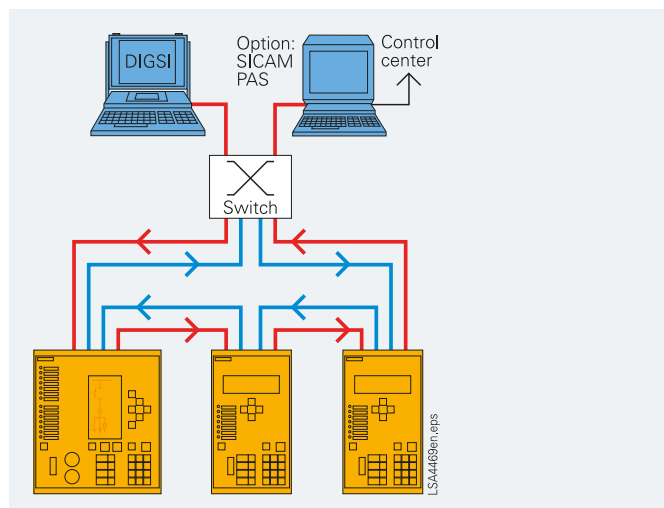 DIGSI
Option:
SICAM
PAS
Control
center
Switch
LSA4469en.eps